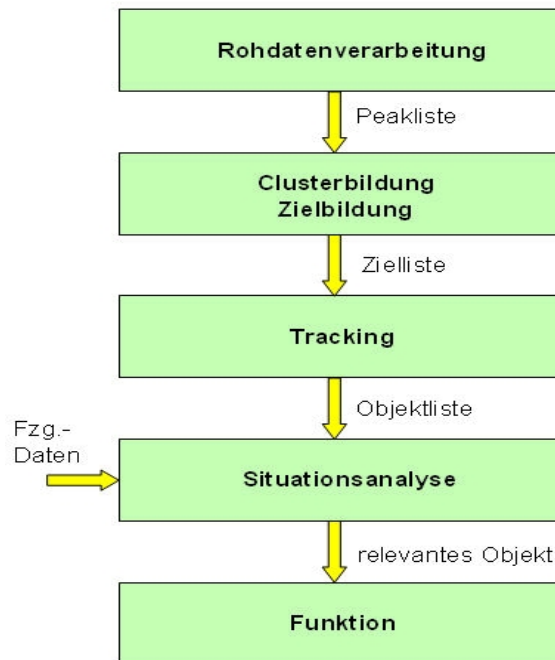 Rohdatenverarbeitung
Peakliste
Clusterbildung
Zielbildung
Zielliste
Tracking
Objektliste
Fzg.-
Daten
Situationsanalyse
relevantes Objekt
Funktion